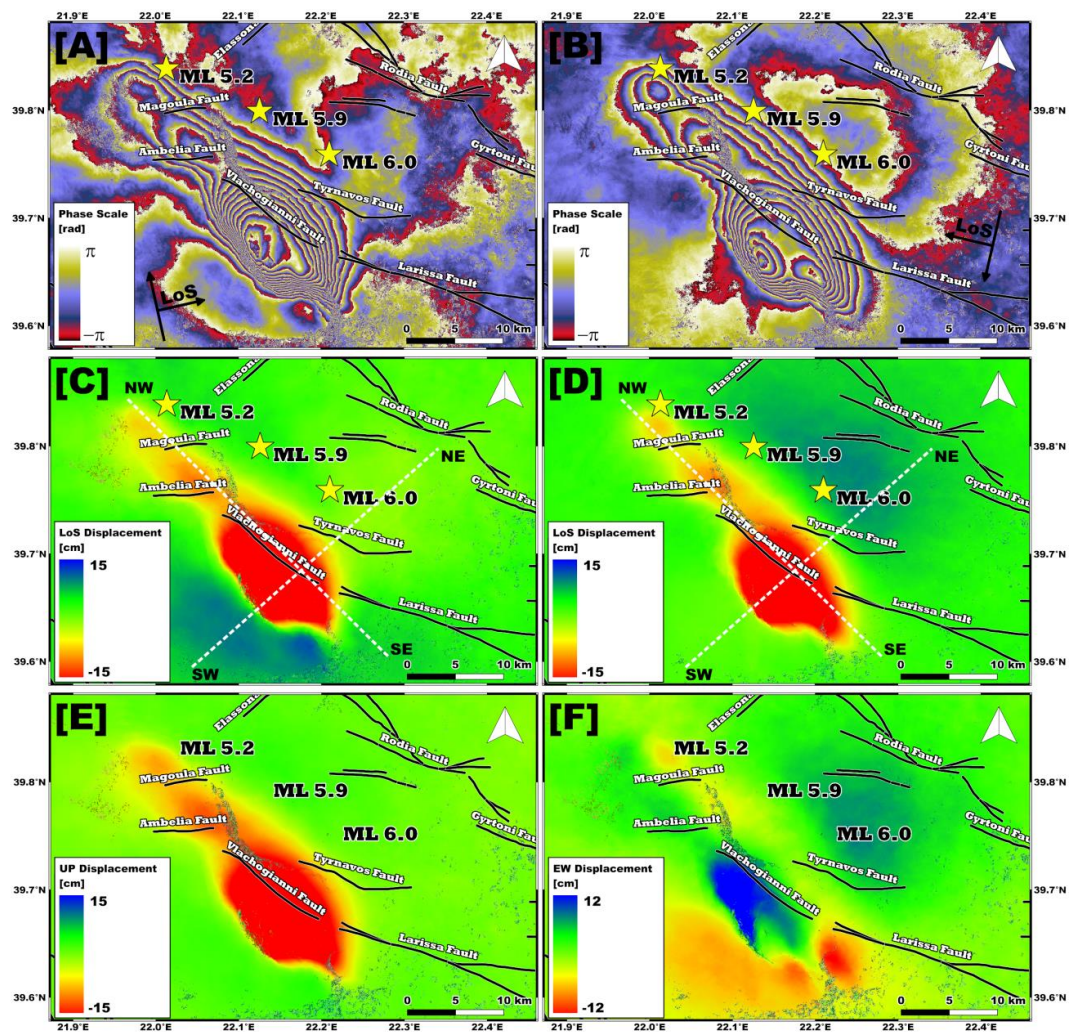 21.9°E 22.0°E 22.1°E 22.2°E 22.3°E 22.4°E
22.0°E 22.1°E 22.2°E 22.3°E 22.4°E
[A]
Elasson
ML 5.2
Rodia Fault
39.8°N
Magoula Fault
ML 5.9
Ambelia Fault
ML 6.0
Gyrtoni Fau
Vlachogianni Fault
Tyrnavos Fault
39.7°N
Phase Scale
[rad]
π
-π
LoS
Larissa Fault
39.6°N
0 5 10 km
[B]
Elasson
ML 5.2
Rodia Fault
39.8°N
Magoula Fault
ML 5.9
Ambelia Fault
ML 6.0
Gyrtoni Fau
Vlachogianni Fault
Tyrnavos Fault
39.7°N
Phase Scale
[rad]
π
-π
LoS
Larissa Fault
39.6°N
0 5 10 km
[C]
NW
Elassona
ML 5.2
Rodia Fault
39.8°N
Magoula Fault
ML 5.9
NE
Ambelia Fault
ML 6.0
Gyrtoni Fau
Vlachogianni Fault
Tyrnavos Fault
39.7°N
LoS Displacement
[cm]
15
-15
Larissa Fault
SW
SE
39.6°N
0 5 10 km
[D]
NW
Elasson
ML 5.2
Rodia Fault
39.8°N
Magoula Fault
ML 5.9
NE
Ambelia Fault
ML 6.0
Gyrtoni Fau
Vlachogianni Fault
Tyrnavos Fault
39.7°N
LoS Displacement
[cm]
15
-15
Larissa Fault
SW
SE
39.6°N
0 5 10 km
[E]
Elassona
ML 5.2
Rodia Fault
39.8°N
Magoula Fault
ML 5.9
Ambelia Fault
ML 6.0
Gyrtoni Fau
Vlachogianni Fault
Tyrnavos Fault
39.7°N
UP Displacement
[cm]
15
-15
Larissa Fault
39.6°N
0 5 10 km
[F]
Elasson
ML 5.2
Rodia Fault
39.8°N
Magoula Fault
ML 5.9
Ambelia Fault
ML 6.0
Gyrtoni Fau
Vlachogianni Fault
Tyrnavos Fault
39.7°N
EW Displacement
[cm]
12
-12
Larissa Fault
39.6°N
0 5 10 km
21.9°E 22.0°E 22.1°E 22.2°E 22.3°E 22.4°E
22.0°E 22.1°E 22.2°E 22.3°E 22.4°E